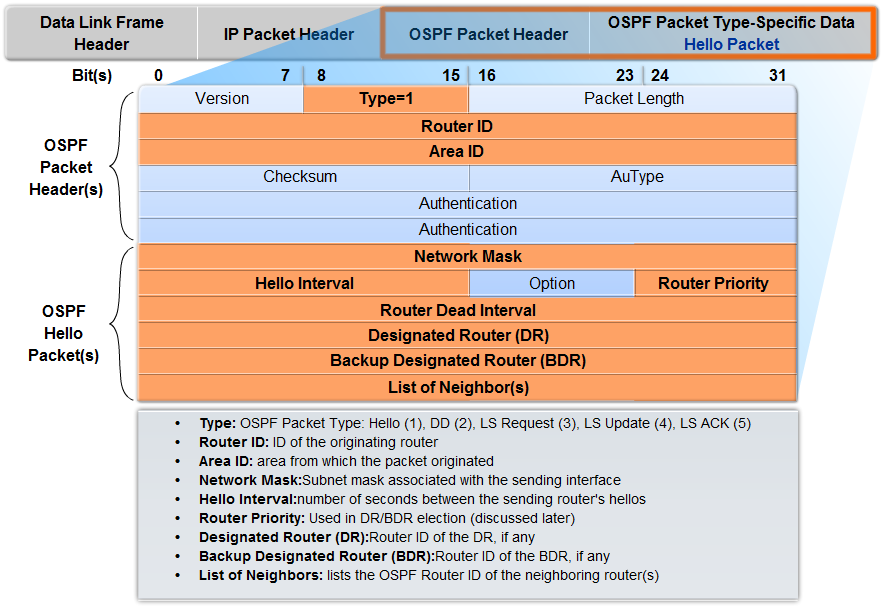 Data Link Frame
Header
IP Packet Header
OSPF Packet Header
OSPF Packet Type-Specific Data
Hello Packet
Bit(s) 0 7 8 15 16 23 24 31
OSPF
Packet
Header(s)
Version Type=1 Packet Length
Router ID
Area ID
Checksum AuType
Authentication
Authentication
OSPF
Hello
Packet(s)
Network Mask
Hello Interval Option Router Priority
Router Dead Interval
Designated Router (DR)
Backup Designated Router (BDR)
List of Neighbor(s)
• Type: OSPF Packet Type: Hello (1), DD (2), LS Request (3), LS Update (4), LS ACK (5)
• Router ID: ID of the originating router
• Area ID: area from which the packet originated
• Network Mask:Subnet mask associated with the sending interface
• Hello Interval:number of seconds between the sending router's hellos
• Router Priority: Used in DR/BDR election (discussed later)
• Designated Router (DR):Router ID of the DR, if any
• Backup Designated Router (BDR):Router ID of the BDR, if any
• List of Neighbors: lists the OSPF Router ID of the neighboring router(s)